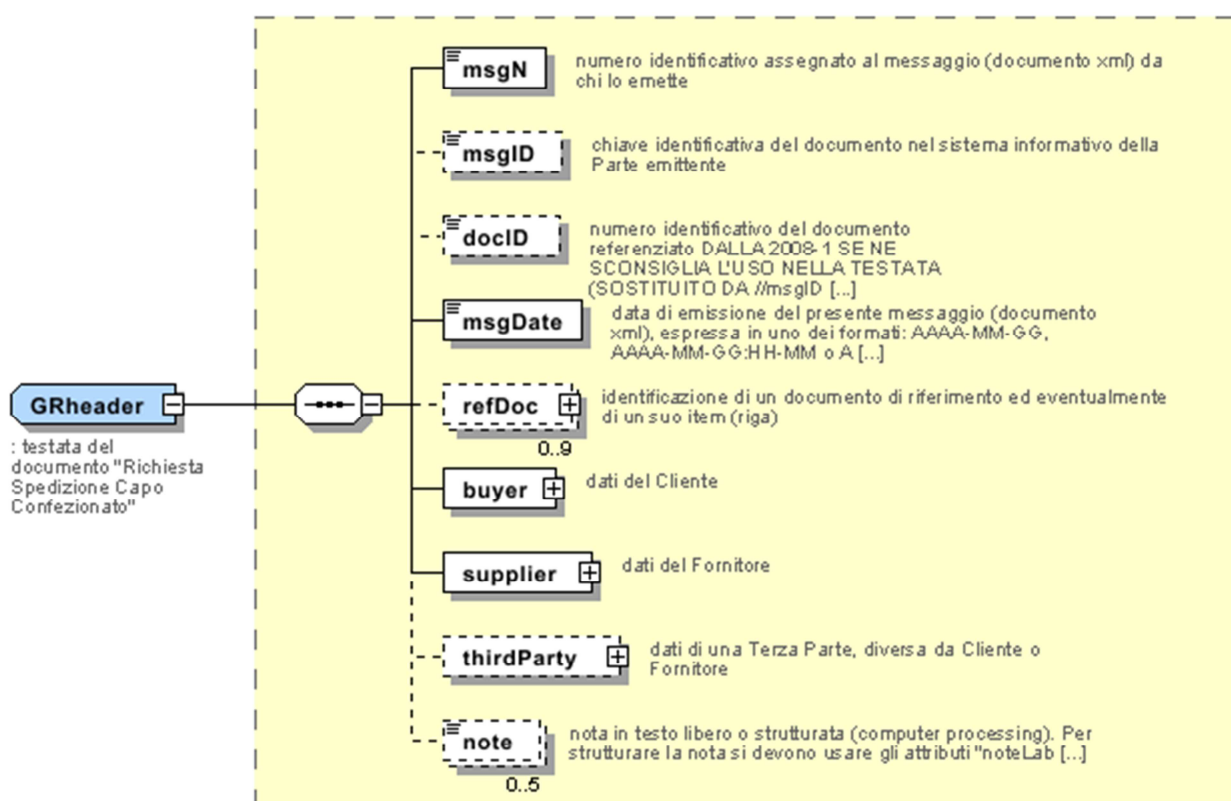 msgN
numero identificativo assegnato al messaggio (documento xml) da
chi lo emette
msgID
chiave identificativa del documento nel sistema informativo della
Parte emittente
docID
numero identificativo del documento
referenziato DALLA 2008-1 SE NE
SCONSIGLIA L'USO NELLA TESTATA
(SOSTITUITO DA //msgID [...]
msgDate
data di emissione del presente messaggio (documento
xml), espressa in uno dei formati: AAAA-MM-GG,
AAAA-MM-GG:HH-MM o A [...]
GRheader
: testata del
documento "Richiesta
Spedizione Capo
Confezionato"
refDoc
0..9
identificazione di un documento di riferimento ed eventualmente
di un suo item (riga)
buyer
dati del Cliente
supplier
dati del Fornitore
thirdParty
dati di una Terza Parte, diversa da Cliente o
Fornitore
note
0..5
nota in testo libero o strutturata (computer processing). Per
strutturare la nota si devono usare gli attributi "noteLab [...]